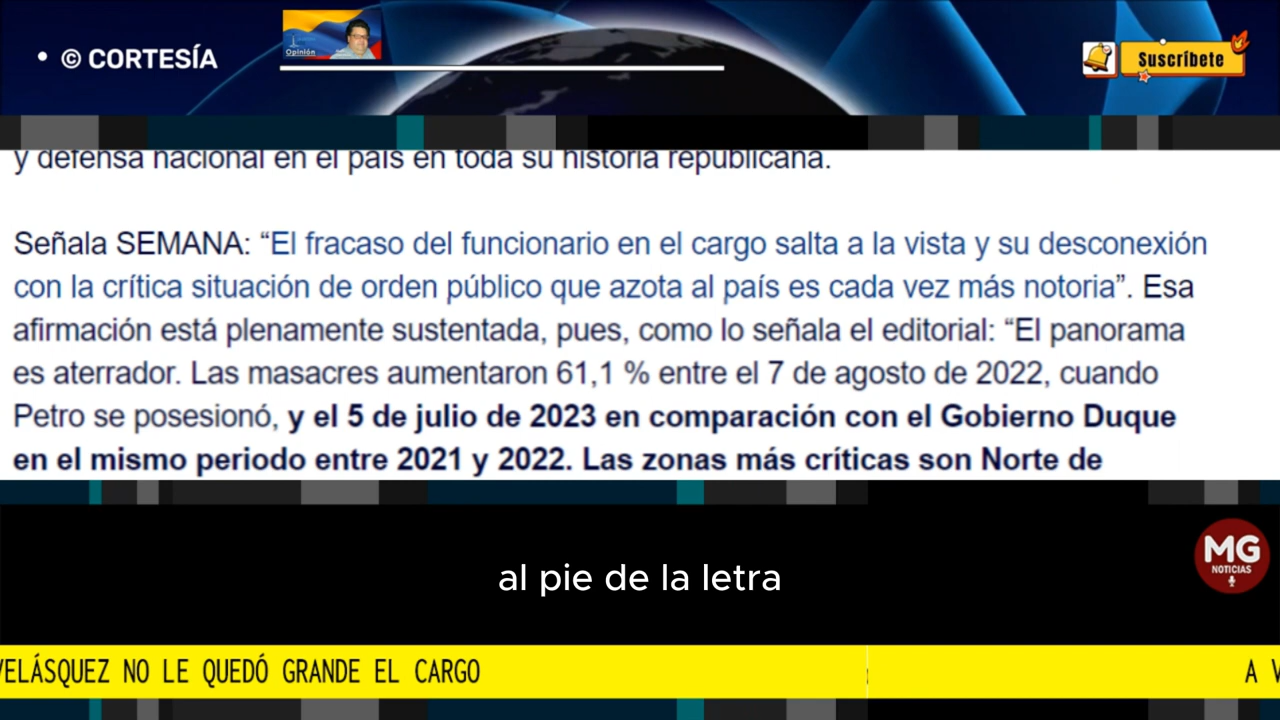 • © CORTESÍA
Opinión
Suscríbete
y defensa nacional en el país en toda su historia republicana.
Señala SEMANA: “El fracaso del funcionario en el cargo salta a la vista y su desconexión
con la crítica situación de orden público que azota al país es cada vez más notoria”. Esa
afirmación está plenamente sustentada, pues, como lo señala el editorial: “El panorama
es aterrador. Las masacres aumentaron 61,1 % entre el 7 de agosto de 2022, cuando
Petro se posesionó, y el 5 de julio de 2023 en comparación con el Gobierno Duque
en el mismo periodo entre 2021 y 2022. Las zonas más críticas son Norte de
al pie de la letra
MG
NOTICIAS
VELÁSQUEZ NO LE QUEDÓ GRANDE EL CARGO
A V